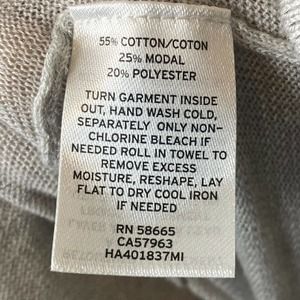 55% COTTON/COTON
25% MODAL
20% POLYESTER
TURN GARMENT INSIDE
OUT, HAND WASH COLD,
SEPARATELY ONLY NON-
CHLORINE BLEACH IF
NEEDED ROLL IN TOWEL TO
REMOVE EXCESS
MOISTURE, RESHAPE, LAY
FLAT TO DRY COOL IRON
IF NEEDED
RN 58665
CA57963
HA401837MI